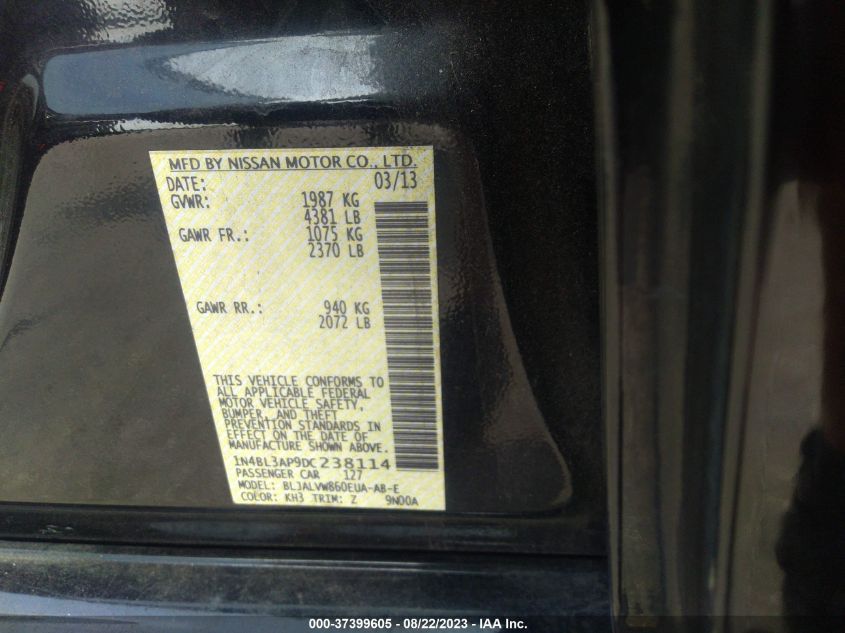 MFD BY NISSAN MOTOR CO., LTD.
DATE: 03/13
GVWR: 1987 KG
4381 LB
GAWR FR.: 1075 KG
2370 LB
GAWR RR.: 940 KG
2072 LB
THIS VEHICLE CONFORMS TO
ALL APPLICABLE FEDERAL
MOTOR VEHICLE SAFETY,
BUMPER, AND THEFT
PREVENTION STANDARDS IN
EFFECT ON THE DATE OF
MANUFACTURE SHOWN ABOVE.
1N4BL3AP9DC238114
PASSENGER CAR 127
MODEL: BL3ALVW860EUA-AB-E
COLOR: KH3 TRIM: Z 9N00A
000-37399605 - 08/22/2023 - IAA Inc.